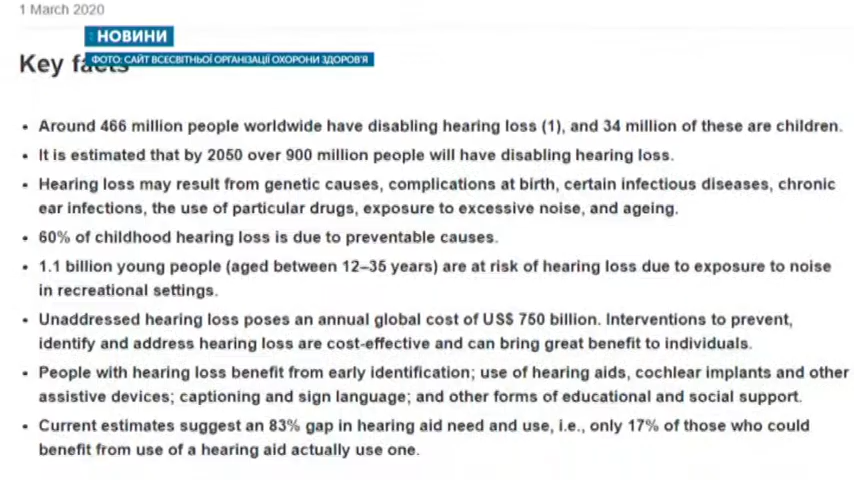 1 March 2020
НОВИНИ
ФОТО: САЙТ ВСЕСВІТНЬОЇ ОРГАНІЗАЦІЇ ОХОРОНИ ЗДОРОВ'Я
Key facts
• Around 466 million people worldwide have disabling hearing loss (1), and 34 million of these are children.
• It is estimated that by 2050 over 900 million people will have disabling hearing loss.
• Hearing loss may result from genetic causes, complications at birth, certain infectious diseases, chronic
ear infections, the use of particular drugs, exposure to excessive noise, and ageing.
• 60% of childhood hearing loss is due to preventable causes.
• 1.1 billion young people (aged between 12–35 years) are at risk of hearing loss due to exposure to noise
in recreational settings.
• Unaddressed hearing loss poses an annual global cost of US$ 750 billion. Interventions to prevent,
identify and address hearing loss are cost-effective and can bring great benefit to individuals.
• People with hearing loss benefit from early identification; use of hearing aids, cochlear implants and other
assistive devices; captioning and sign language; and other forms of educational and social support.
• Current estimates suggest an 83% gap in hearing aid need and use, i.e., only 17% of those who could
benefit from use of a hearing aid actually use one.